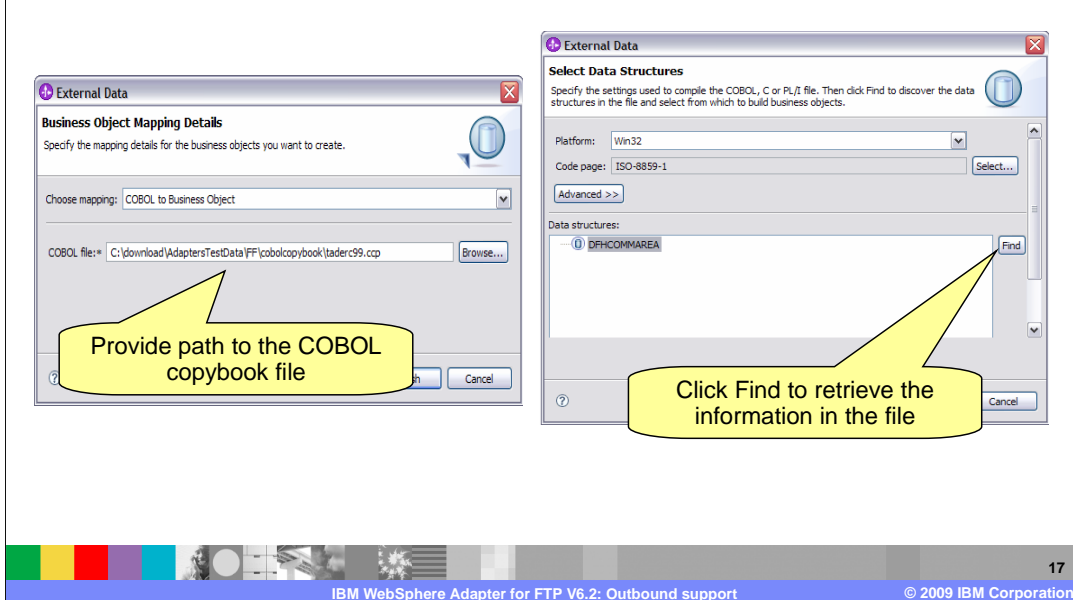 External Data
Business Object Mapping Details
Specify the mapping details for the business objects you want to create.
Choose mapping: COBOL to Business Object
COBOL file:* C:\download\AdaptersTestData\FF\cobolcopybook\taderc99.ccp Browse...
Provide path to the COBOL
copybook file
Cancel
External Data
Select Data Structures
Specify the settings used to compile the COBOL, C or PL/I file. Then click Find to discover the data
structures in the file and select from which to build business objects.
Platform: Win32
Code page: ISO-8859-1 Select...
Advanced >>
Data structures:
DFHCOMMAREA
Find
Click Find to retrieve the
information in the file
Cancel
17
IBM WebSphere Adapter for FTP V6.2: Outbound support
© 2009 IBM Corporation